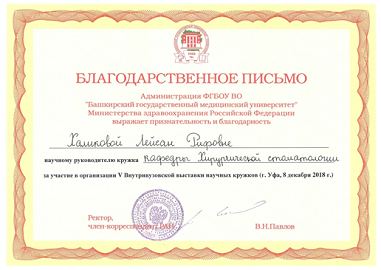 БЛАГОДАРСТВЕННОЕ ПИСЬМО
Администрация ФГБОУ ВО
"Башкирский государственный медицинский университет"
Министерства здравоохранения Российской Федерации
выражает признательность и благодарность
Хашковой Лейсан Рифовне
научному руководителю кружка кафедры Хирургической стоматологии
за участие в организации V Внутривузовской выставки научных кружков (г. Уфа, 8 декабря 2018 г.)
Ректор,
член-корреспондент РАН В.Н.Павлов